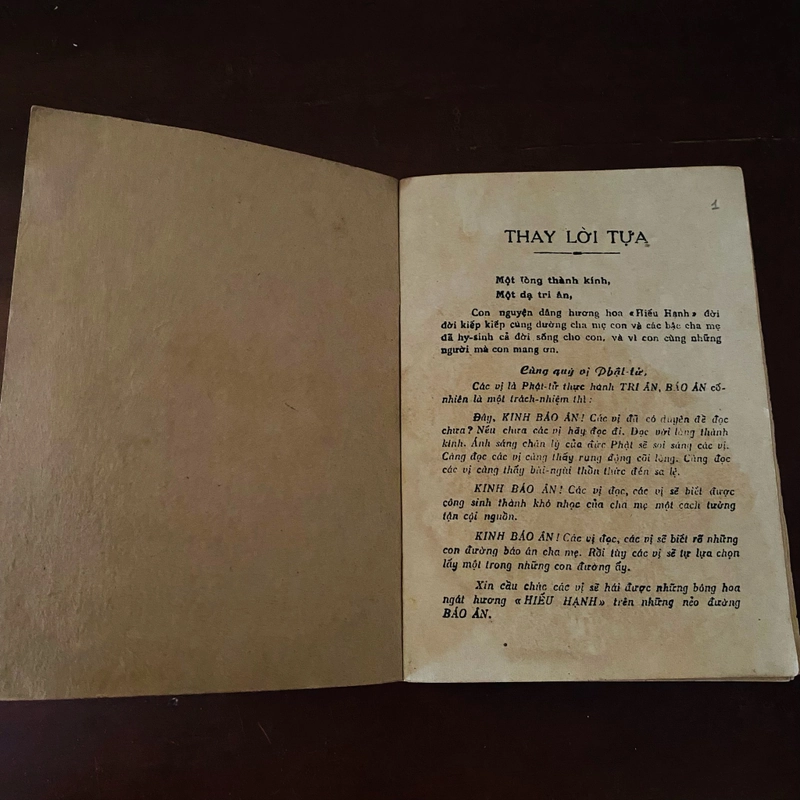 1
THAY LỜI TỰA
Một lòng thành kính,
Một dạ tri ân,
Con nguyện dâng hương hoa «Hiếu Hạnh» đời
đời kiếp kiếp cúng dường cha mẹ con và các bậc cha mẹ
đã hy-sinh cả đời sống cho con, và vì con cùng những
người mà con mang ơn.
Cùng quý vị Phật-tử,
Các vị là Phật-tử thực hành TRI ÂN, BÁO ÂN cố-
nhiên là một trách-nhiệm thì :
Đây, KINH BÁO ÂN! Các vị đã có duyên để đọc
chưa? Nếu chưa các vị hãy đọc đi. Đọc với lòng thành
kính. Ánh sáng chân lý của đức Phật sẽ soi sáng các vị.
Càng đọc các vị càng thấy rung động cõi lòng. Càng đọc
các vị càng thấy bùi-ngùi thổn thức đến sa lệ.
KINH BÁO ÂN! Các vị đọc, các vị sẽ biết được
công sinh thành khó nhọc của cha mẹ một cách tường
tận cội nguồn.
KINH BÁO ÂN! Các vị đọc, các vị sẽ biết rõ những
con đường báo ân cha mẹ. Rồi tùy các vị sẽ tự lựa chọn
lấy một trong những con đường ấy.
Xin cầu chúc các vị sẽ hái được những bông hoa
ngát hương «HIẾU HẠNH» trên những nẻo đường
BÁO ÂN.